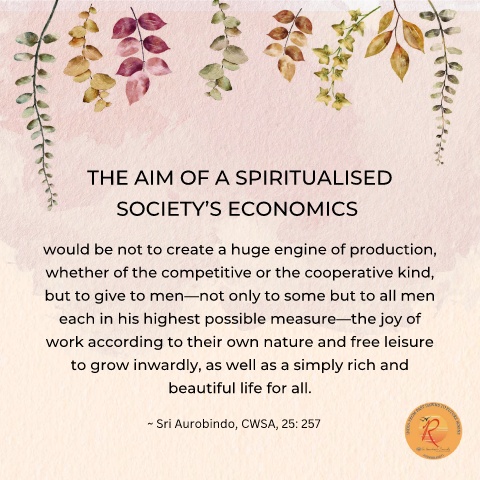 THE AIM OF A SPIRITUALISED
SOCIETY'S ECONOMICS
would be not to create a huge engine of production,
whether of the competitive or the cooperative kind,
but to give to men—not only to some but to all men
each in his highest possible measure—the joy of
work according to their own nature and free leisure
to grow inwardly, as well as a simply rich and
beautiful life for all.
~ Sri Aurobindo, CWSA, 25: 257
R